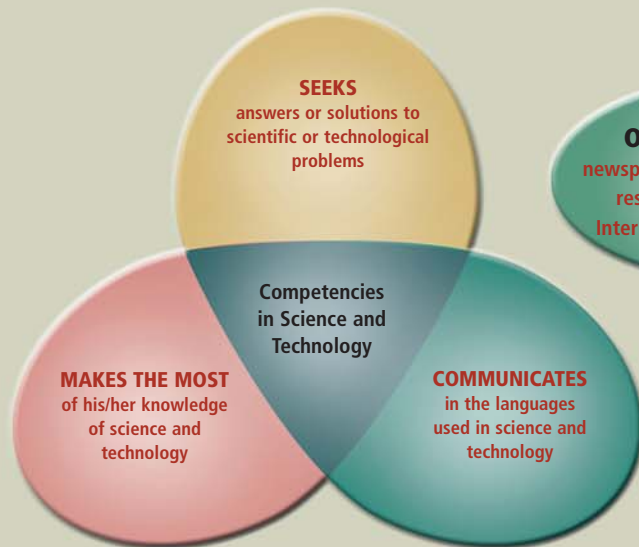 SEEKS
answers or solutions to
scientific or technological
problems
Competencies
in Science and
Technology
MAKES THE MOST
of his/her knowledge
of science and
technology
COMMUNICATES
in the languages
used in science and
technology